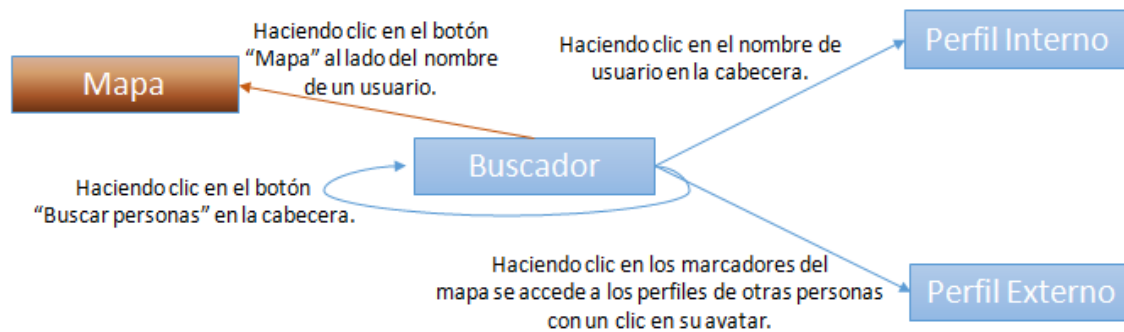 Haciendo clic en el botón
“Mapa” al lado del nombre
de un usuario.
Haciendo clic en el nombre de
usuario en la cabecera.
Perfil Interno
Mapa
Buscador
Haciendo clic en el botón
“Buscar personas” en la cabecera.
Haciendo clic en los marcadores del
mapa se accede a los perfiles de otras personas
con un clic en su avatar.
Perfil Externo